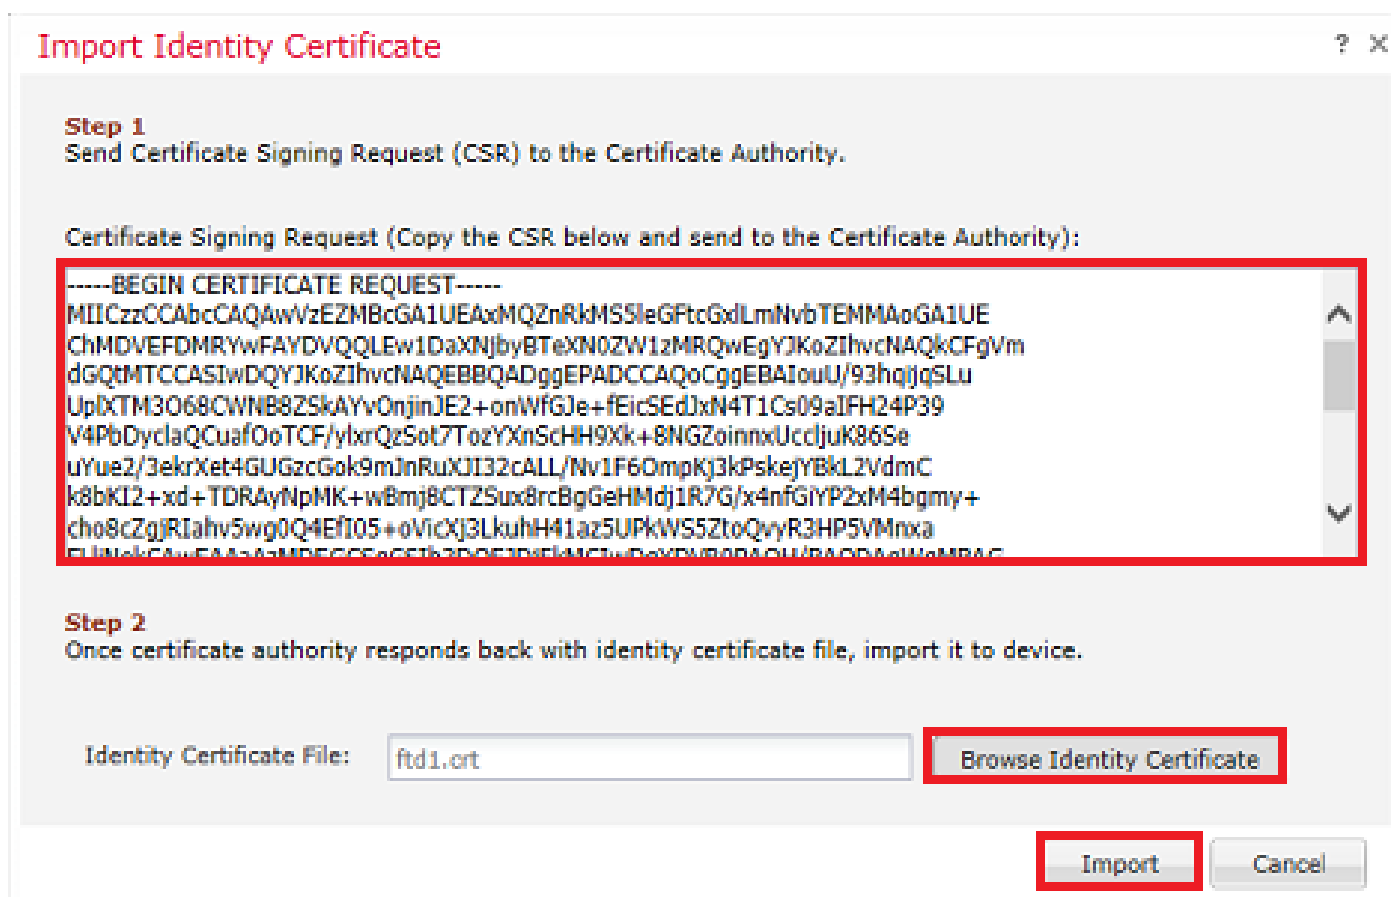 Import Identity Certificate
?
Step 1
Send Certificate Signing Request (CSR) to the Certificate Authority.
Certificate Signing Request (Copy the CSR below and send to the Certificate Authority):
-----BEGIN CERTIFICATE REQUEST-----
MIICzzCCAbcCAQAwVzEZMBcGA1UEAxMQZnRkMS5leGFtcGxlLmNvbTEMMAoGA1UE
ChMDVEFDMRYwFAYDVQQLEw1DaXNjbyBTeXN0ZW1zMRQwEgYJKoZIhvcNAQkCFgVm
dGQtMTCCASIwDQYJKoZIhvcNAQEBBQADggEPADCCAQoCggEBAIouU/93hqijqSLu
UplXTM3O68CWNB8ZSkAYvOnjinJE2+onWfGJe+fEicSEdJxN4T1Cs09aIFH24P39
V4PbDyclaQCuafOoTCF/ylxrQzSot7TozYXnScHH9Xk+8NGZoinnxUccljuK86Se
uYue2/3ekrXet4GUGzcGok9mJnRuXJI32cALL/Nv1F6OmpKj3kPskejYBkL2VdmC
k8bKI2+xd+TDRAyNpMK+wBmj8CTZSux8rcBgGeHMdj1R7G/x4nfGiYP2xM4bgmy+
cho8cZgjRIahv5wg0Q4EfI05+oVicXj3LkuhH41az5UPkWS5ZtoQvyR3HP5VMnxa
Step 2
Once certificate authority responds back with identity certificate file, import it to device.
Identity Certificate File: ftd1.crt Browse Identity Certificate
Import Cancel